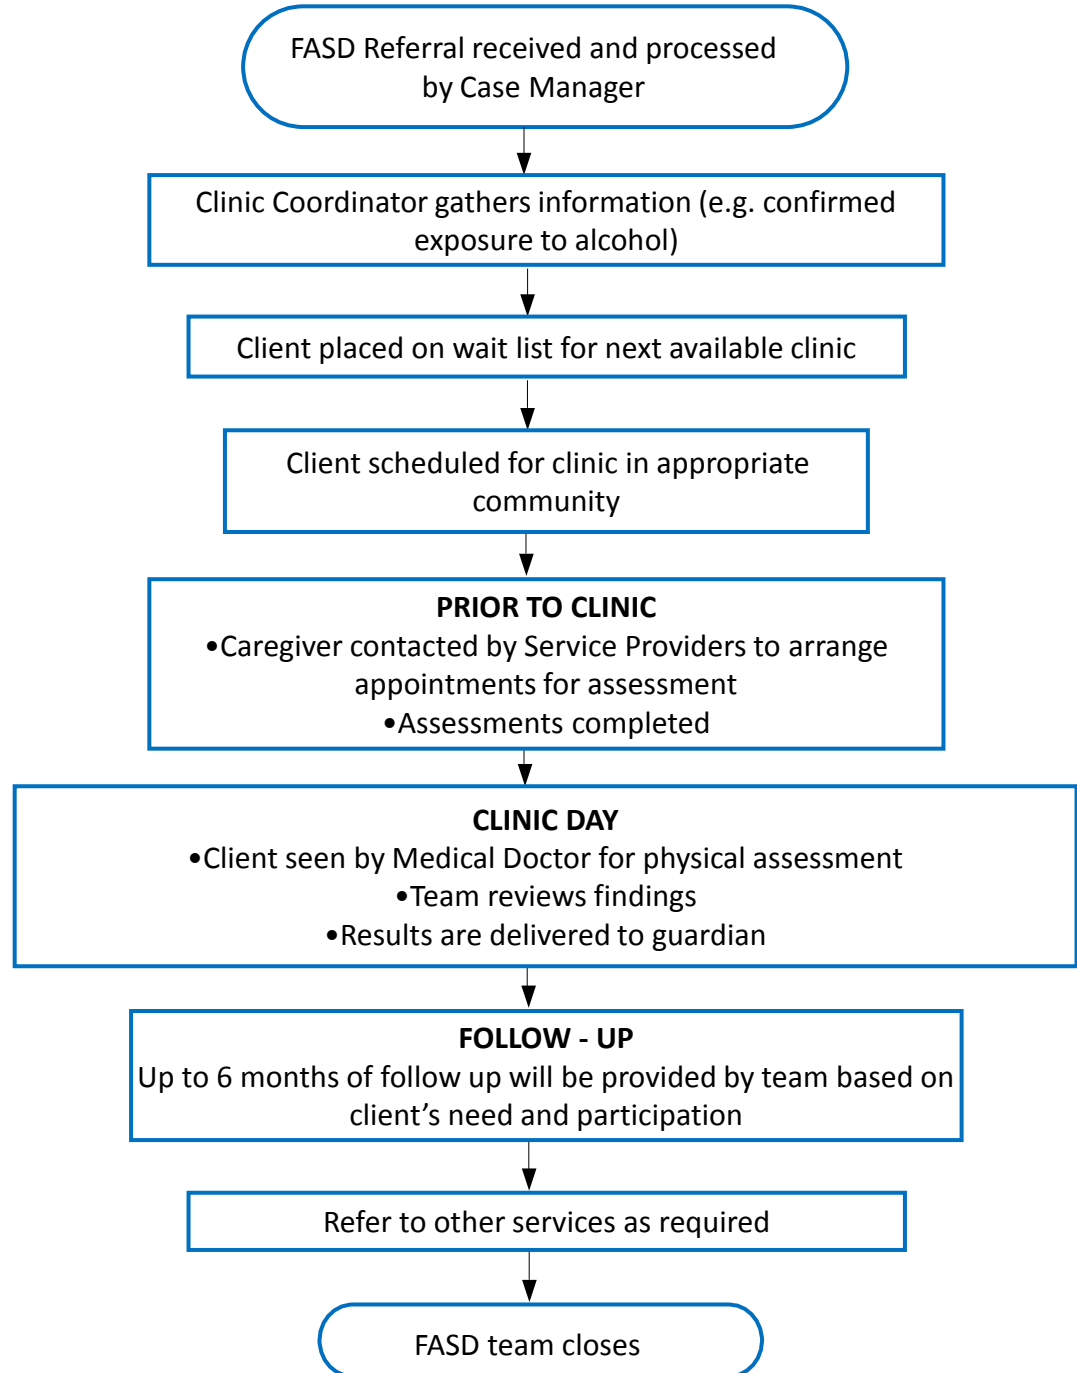 FASD Referral received and processed
by Case Manager
Clinic Coordinator gathers information (e.g. confirmed
exposure to alcohol)
Client placed on wait list for next available clinic
Client scheduled for clinic in appropriate
community
PRIOR TO CLINIC
•Caregiver contacted by Service Providers to arrange
appointments for assessment
•Assessments completed
CLINIC DAY
•Client seen by Medical Doctor for physical assessment
•Team reviews findings
•Results are delivered to guardian
FOLLOW - UP
Up to 6 months of follow up will be provided by team based on
client’s need and participation
Refer to other services as required
FASD team closes